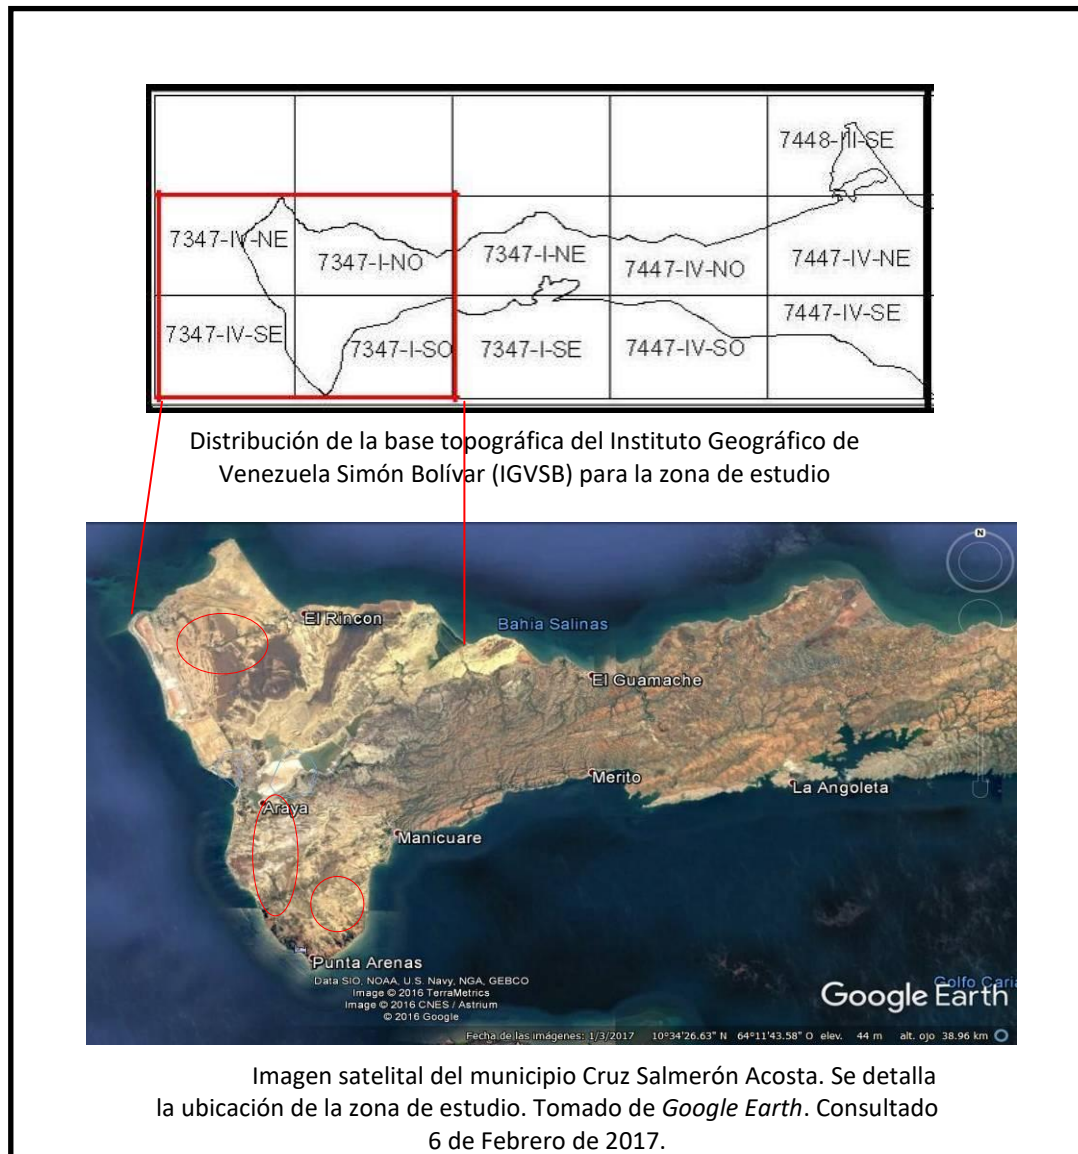 7448-III-SE
7347-IV-NE
7347-I-NO
7347-I-NE
7447-IV-NO
7447-IV-NE
7347-IV-SE
7347-I-SO
7347-I-SE
7447-IV-SO
7447-IV-SE
Distribución de la base topográfica del Instituto Geográfico de
Venezuela Simón Bolívar (IGVSB) para la zona de estudio
N
El Rincon
Bahia Salinas
El Guamache
Merito
La Angoleta
Araya
Manicuare
Punta Arenas
Data SIO, NOAA, U.S. Navy, NGA, GEBCO
Image © 2016 TerraMetrics
Image © 2016 CNES / Astrium
© 2016 Google
Golfo Caria
Google Earth
Fecha de las imágenes: 1/3/2017 10°34'26.63" N 64°11'43.58" O elev. 44 m alt. ojo 38.96 km
Imagen satelital del municipio Cruz Salmerón Acosta. Se detalla
la ubicación de la zona de estudio. Tomado de Google Earth. Consultado
6 de Febrero de 2017.